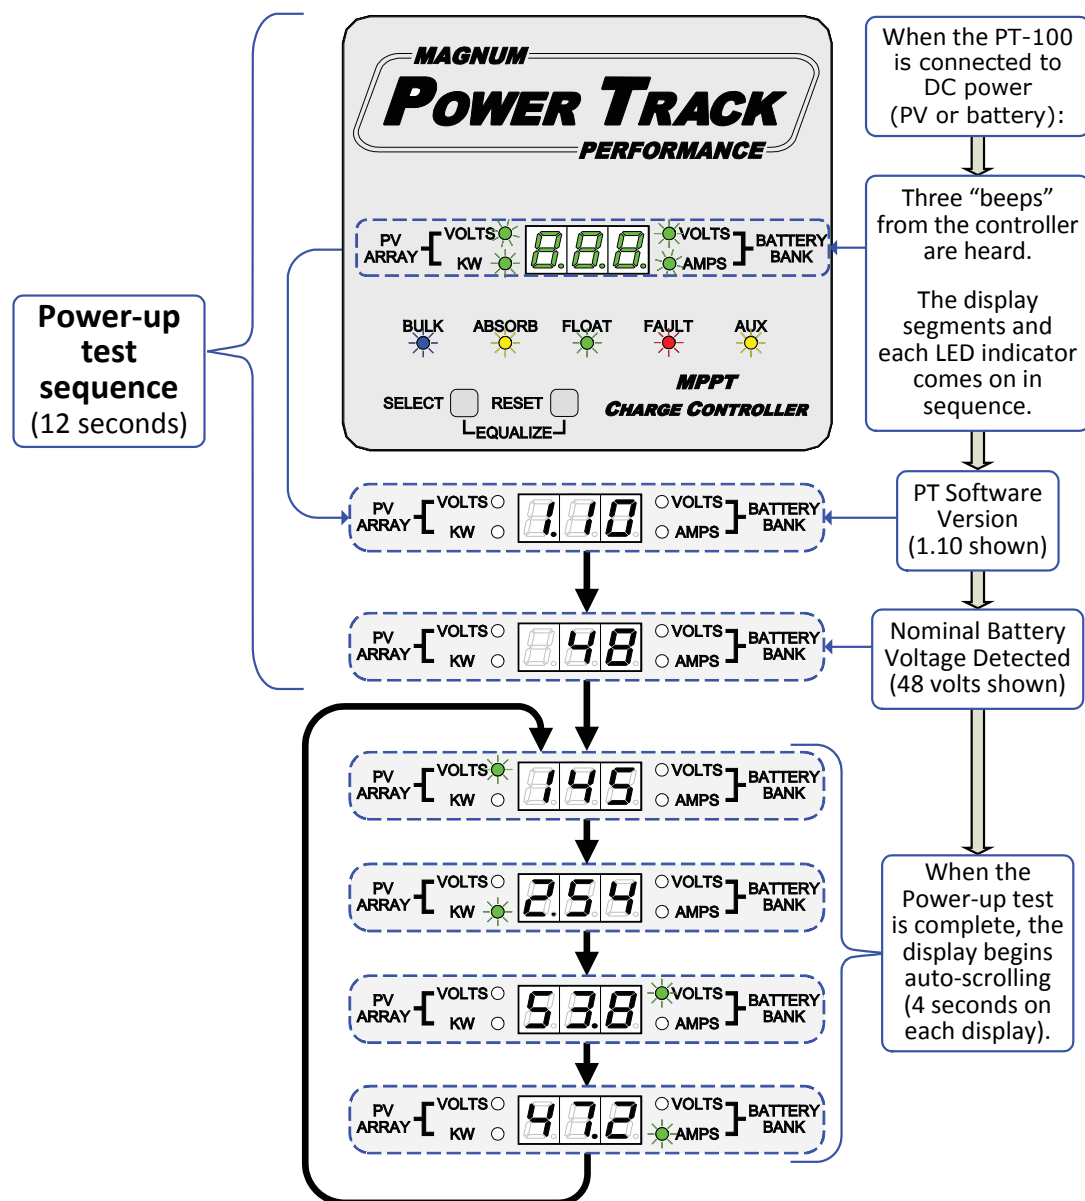 MAGNUM
POWER TRACK
PERFORMANCE
PV
ARRAY
VOLTS
KW
8.8.8.
VOLTS
AMPS
BATTERY
BANK
BULK
ABSORB
FLOAT
FAULT
AUX
SELECT
RESET
EQUALIZE
MPPT
CHARGE CONTROLLER
Power-up
test
sequence
(12 seconds)
When the PT-100
is connected to
DC power
(PV or battery):
Three “beeps”
from the controller
are heard.
The display
segments and
each LED indicator
comes on in
sequence.
PV
ARRAY
VOLTS
KW
1.10
VOLTS
AMPS
BATTERY
BANK
PT Software
Version
(1.10 shown)
PV
ARRAY
VOLTS
KW
48
VOLTS
AMPS
BATTERY
BANK
Nominal Battery
Voltage Detected
(48 volts shown)
PV
ARRAY
VOLTS
KW
145
VOLTS
AMPS
BATTERY
BANK
PV
ARRAY
VOLTS
KW
2.54
VOLTS
AMPS
BATTERY
BANK
PV
ARRAY
VOLTS
KW
53.8
VOLTS
AMPS
BATTERY
BANK
PV
ARRAY
VOLTS
KW
47.2
VOLTS
AMPS
BATTERY
BANK
When the
Power-up test
is complete, the
display begins
auto-scrolling
(4 seconds on
each display).